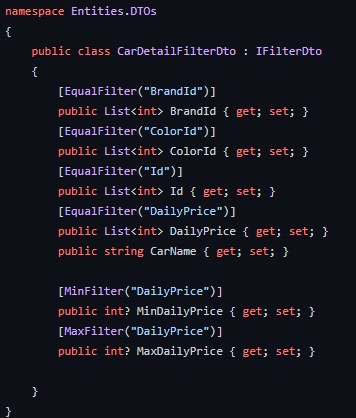 namespace Entities.DTOs
{
    public class CarDetailFilterDto : IFilterDto
    {
        [EqualFilter("BrandId")]
        public List<int> BrandId { get; set; }
        [EqualFilter("ColorId")]
        public List<int> ColorId { get; set; }
        [EqualFilter("Id")]
        public List<int> Id { get; set; }
        [EqualFilter("DailyPrice")]
        public List<int> DailyPrice { get; set; }
        public string CarName { get; set; }

        [MinFilter("DailyPrice")]
        public int? MinDailyPrice { get; set; }
        [MaxFilter("DailyPrice")]
        public int? MaxDailyPrice { get; set; }

    }
}